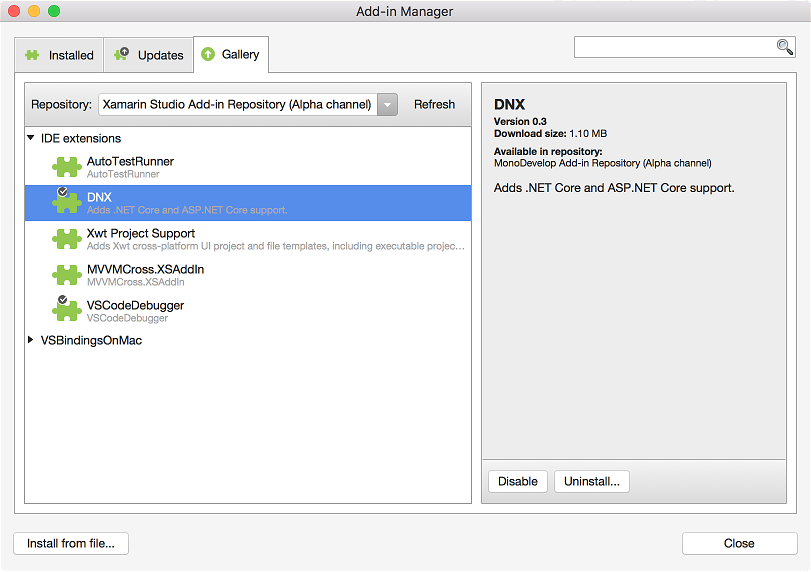 Add-in Manager
Installed
Updates
Gallery
Repository:
Xamarin Studio Add-in Repository (Alpha channel)
Refresh
IDE extensions
AutoTestRunner
AutoTestRunner
DNX
Adds .NET Core and ASP.NET Core support.
Xwt Project Support
Adds Xwt cross-platform UI project and file templates, including executable projec...
MVVMCross.XSAddIn
MVVMCross.XSAddIn
VSCodeDebugger
VSCodeDebugger
VSBindingsOnMac
DNX
Version 0.3
Download size: 1.10 MB
Available in repository:
MonoDevelop Add-in Repository (Alpha channel)
Adds .NET Core and ASP.NET Core support.
Disable
Uninstall...
Install from file...
Close